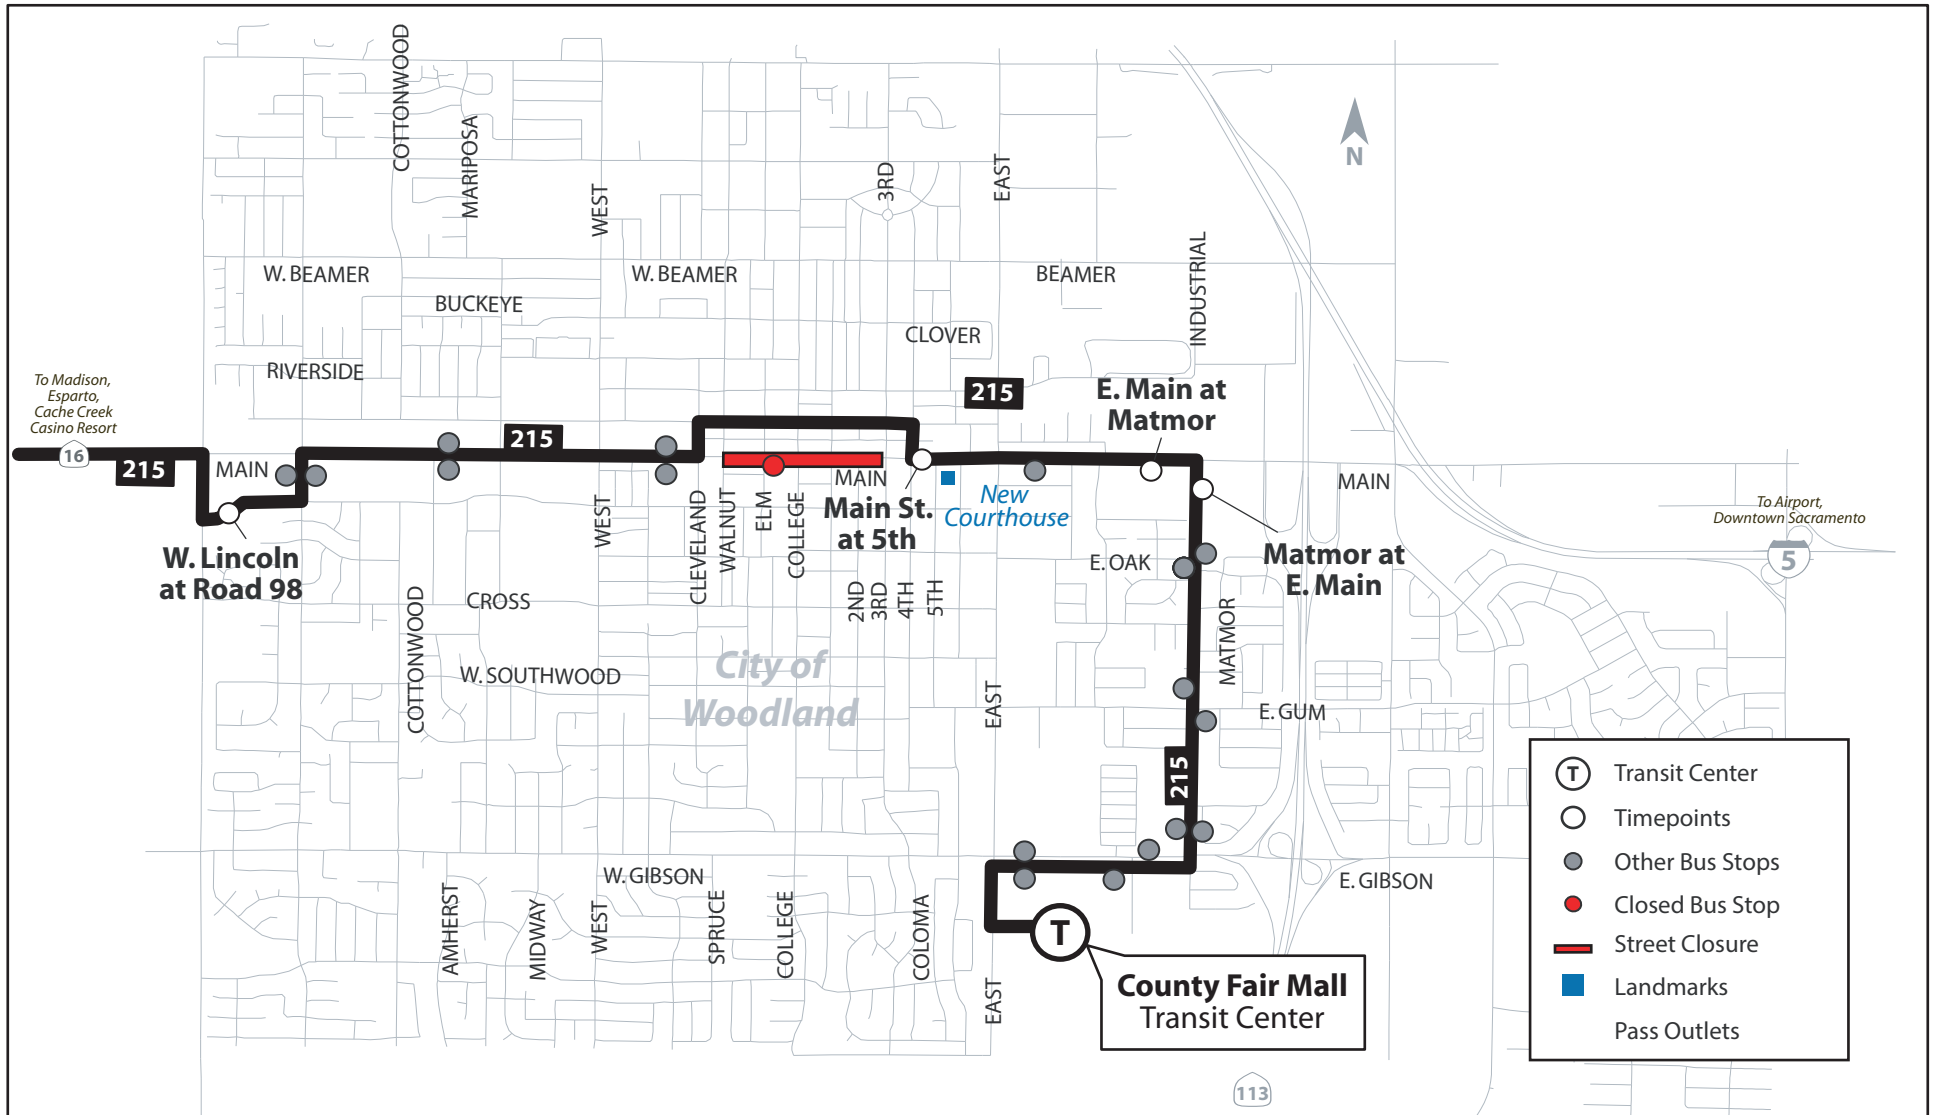 COTTONWOOD
MARIPOSA
WEST
3RD
EAST
N
W. BEAMER
W. BEAMER
BEAMER
INDUSTRIAL
BUCKEYE
CLOVER
RIVERSIDE
To Madison,
Esparto,
Cache Creek
Casino Resort
16
215
215
215
E. Main at
Matmor
MAIN
MAIN
MAIN
Main St.
at 5th
New
Courthouse
To Airport,
Downtown Sacramento
5
W. Lincoln
at Road 98
WEST
CLEVELAND
WALNUT
ELM
COLLEGE
E. OAK
Matmor at
E. Main
CROSS
COTTONWOOD
2ND
3RD
4TH
5TH
MATMOR
City of
Woodland
W. SOUTHWOOD
EAST
E. GUM
215
W. GIBSON
E. GIBSON
AMHERST
MIDWAY
WEST
SPRUCE
COLLEGE
COLOMA
EAST
T
County Fair Mall
Transit Center
113
T
Transit Center
Timepoints
Other Bus Stops
Closed Bus Stop
Street Closure
Landmarks
Pass Outlets